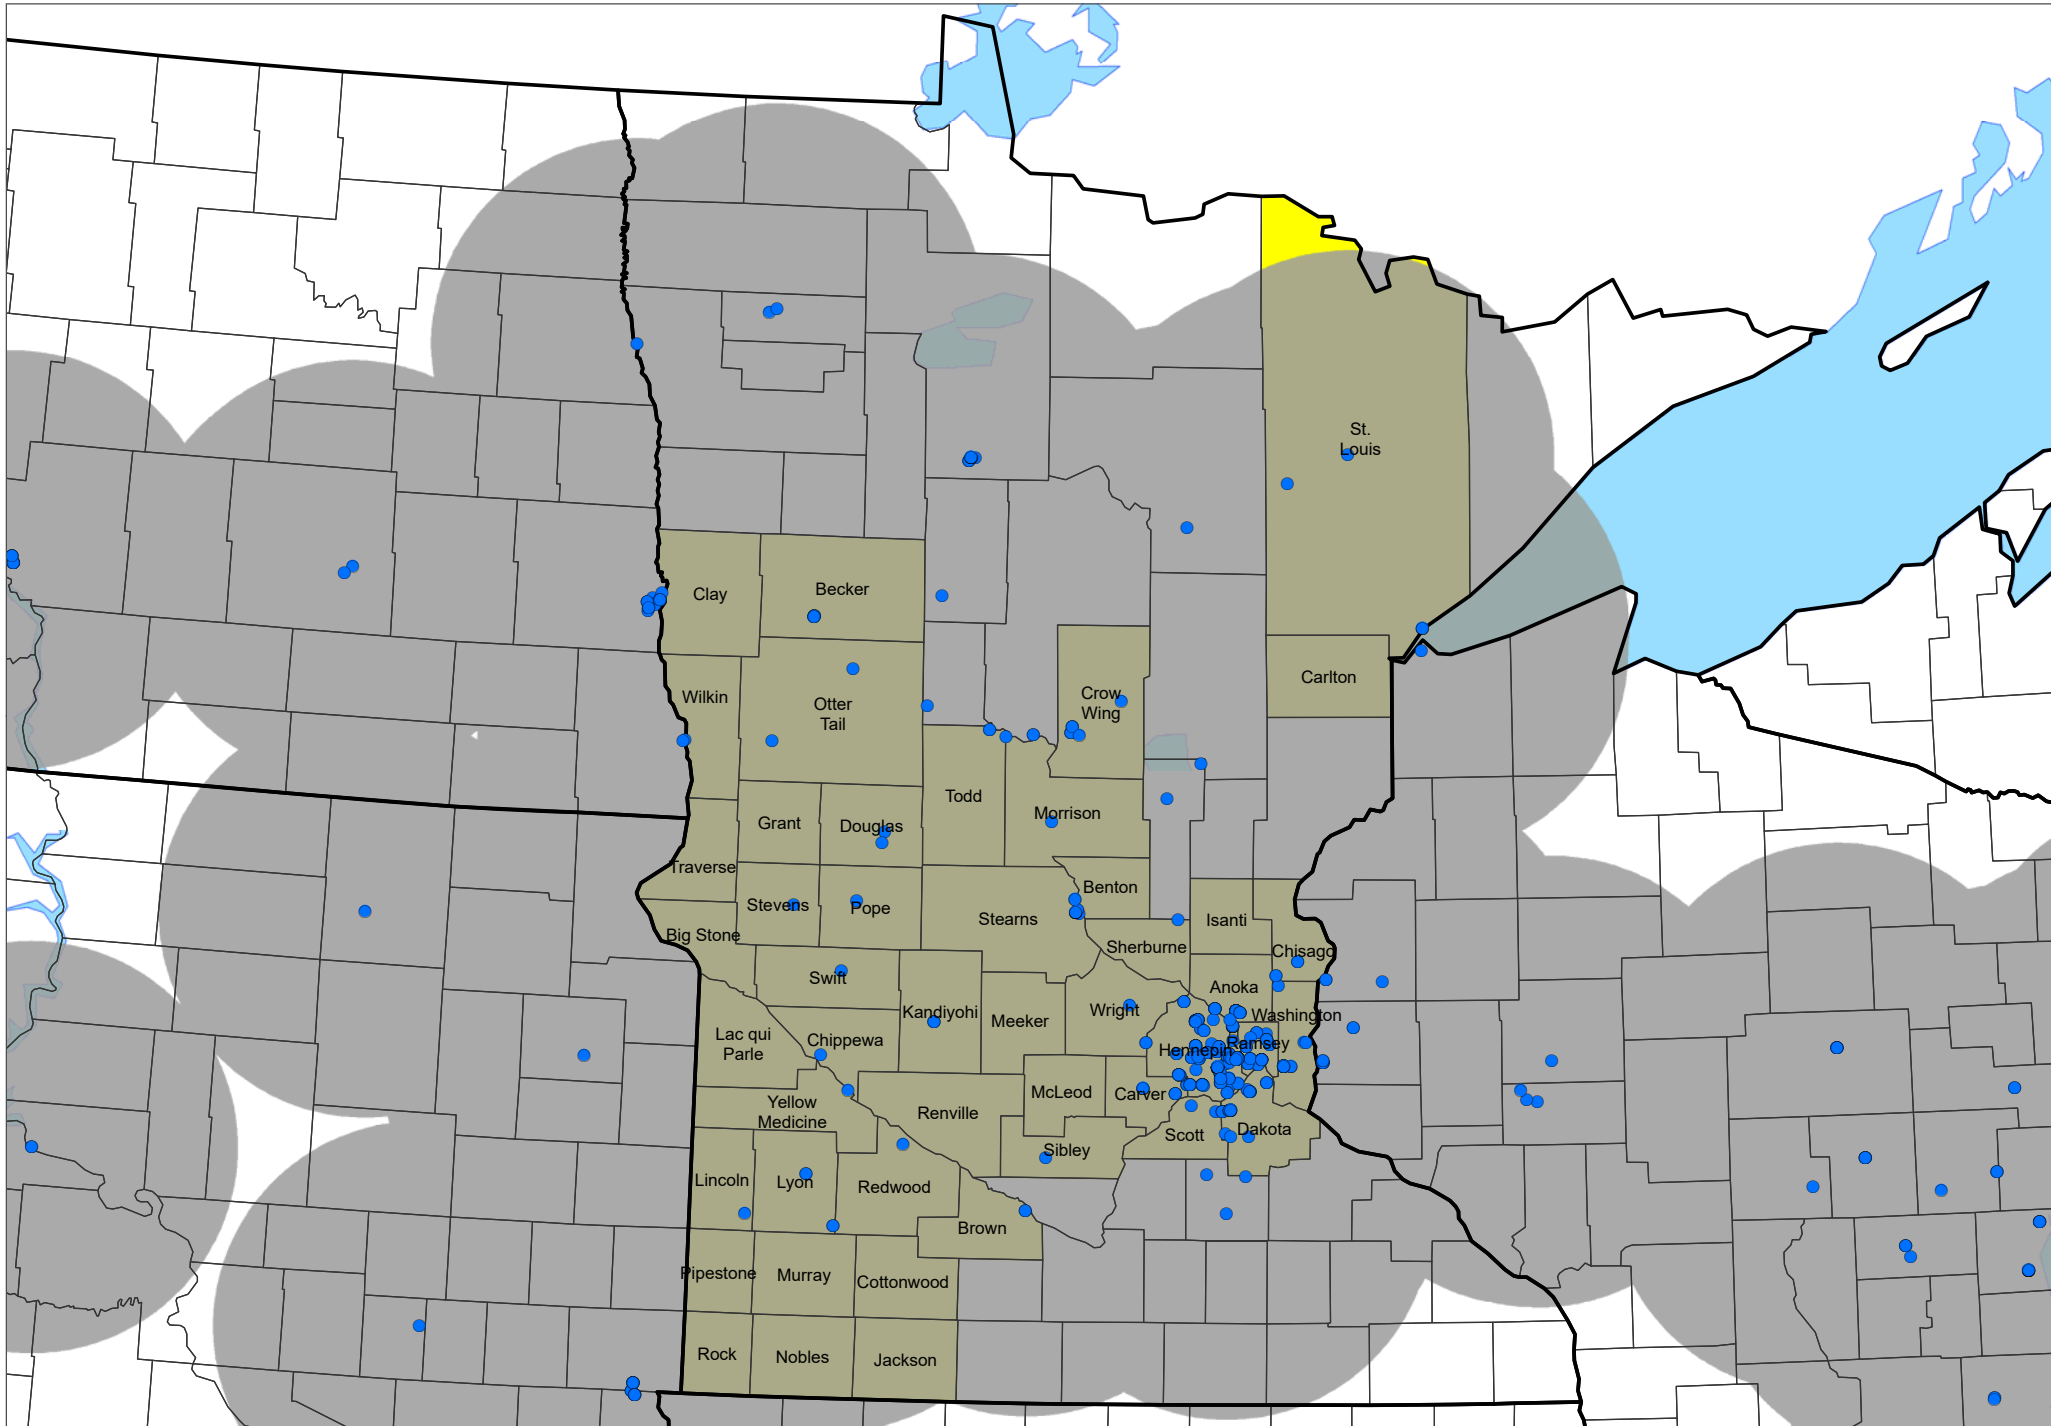 St.
Louis
Clay
Becker
Carlton
Wilkin
Otter
Tail
Crow
Wing
Todd
Morrison
Grant
Douglas
Traverse
Benton
Stevens
Pope
Stearns
Isanti
Big Stone
Sherburne
Chisago
Swift
Anoka
Kandiyohi
Meeker
Wright
Washington
Lac qui
Parle
Chippewa
Hennepin
Ramsey
McLeod
Carver
Yellow
Medicine
Renville
Scott
Dakota
Sibley
Lincoln
Lyon
Redwood
Brown
Pipestone
Murray
Cottonwood
Rock
Nobles
Jackson